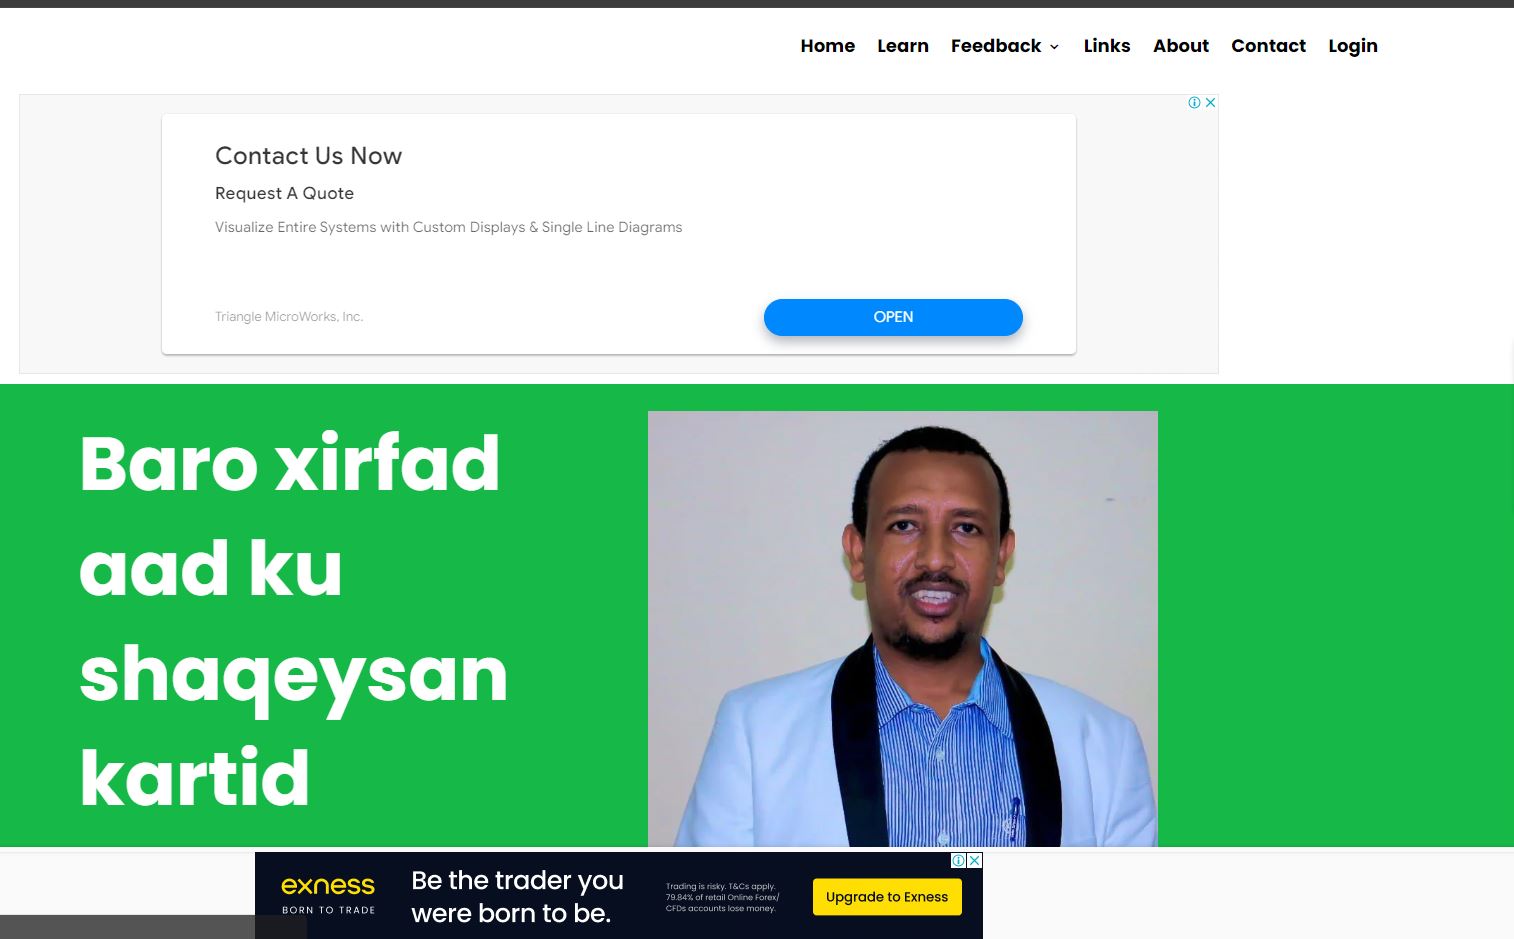 Home Learn Feedback Links About Contact Login
Contact Us Now
Request A Quote
Visualize Entire Systems with Custom Displays & Single Line Diagrams
Triangle MicroWorks, Inc.
OPEN
Baro xirfad
aad ku
shaqeysan
kartid
exness
BORN TO TRADE
Be the trader you
were born to be.
Trading is risky. T&Cs apply.
79.84% of retail Online Forex/
CFDs accounts lose money.
Upgrade to Exness